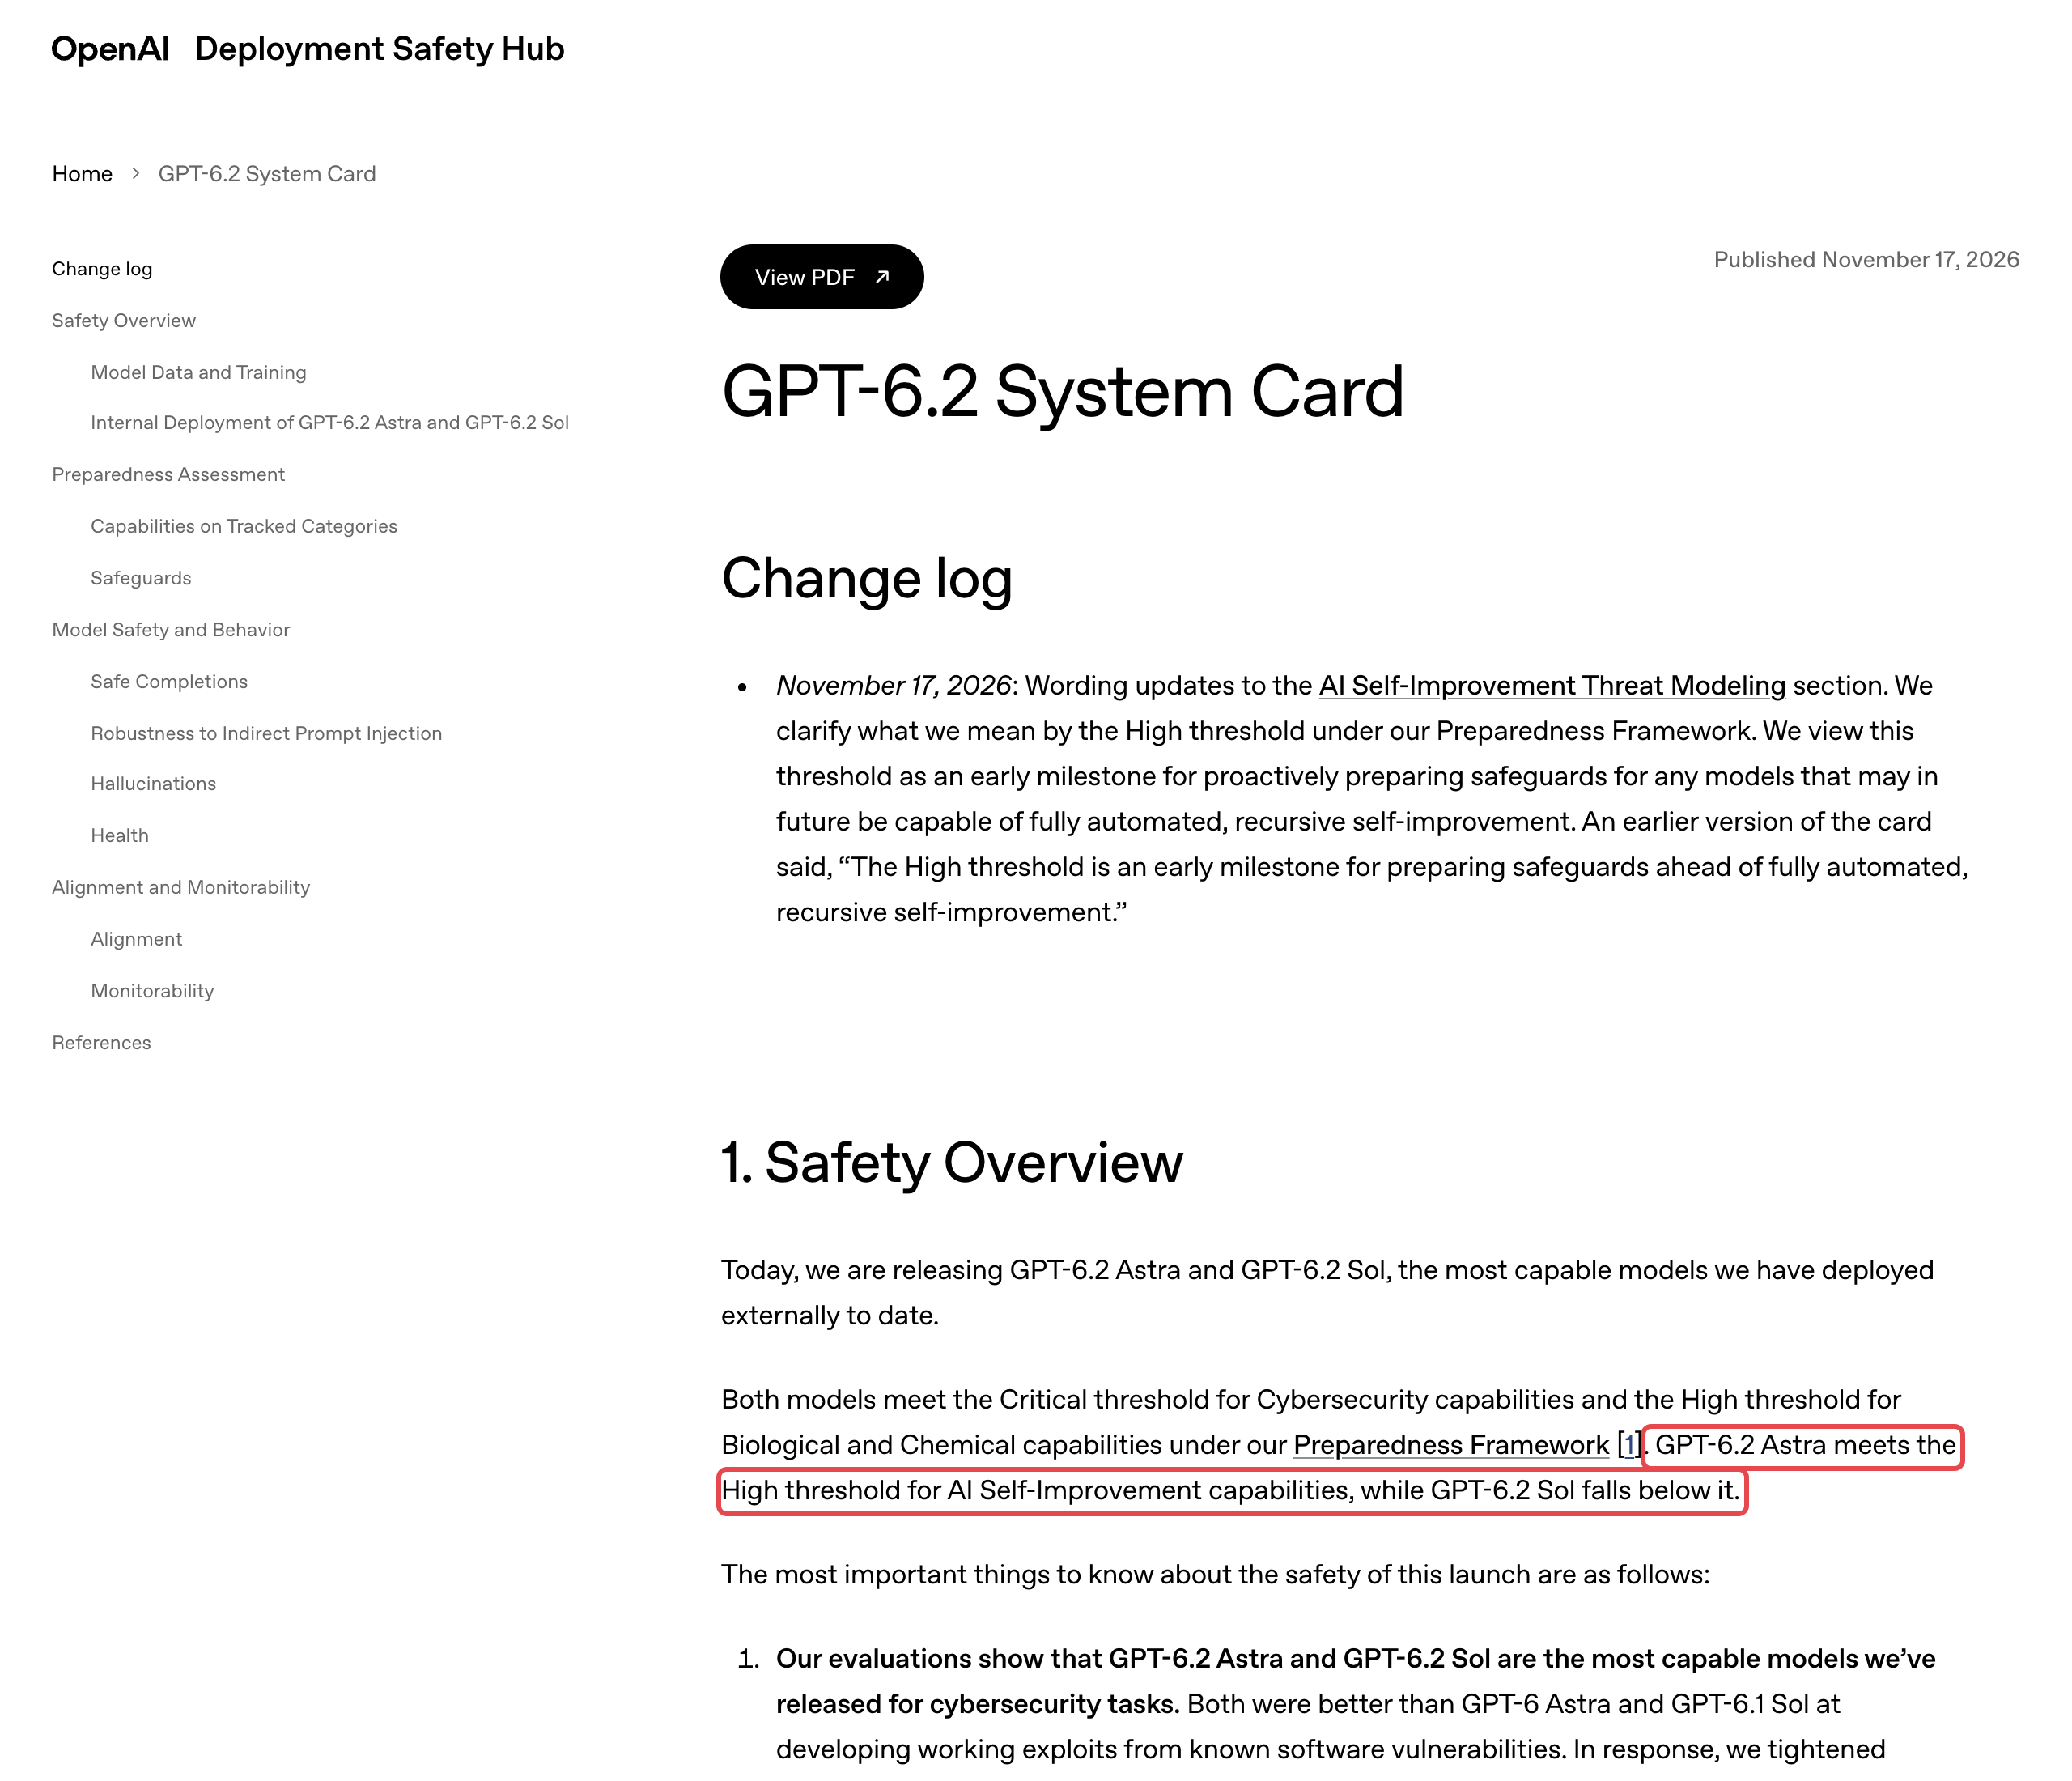 OpenAI Deployment Safety Hub
Home > GPT-6.2 System Card
Change log
Safety Overview
Model Data and Training
Internal Deployment of GPT-6.2 Astra and GPT-6.2 Sol
Preparedness Assessment
Capabilities on Tracked Categories
Safeguards
Model Safety and Behavior
Safe Completions
Robustness to Indirect Prompt Injection
Hallucinations
Health
Alignment and Monitorability
Alignment
Monitorability
References
View PDF ↗
Published November 17, 2026
GPT-6.2 System Card
Change log
• November 17, 2026: Wording updates to the AI Self-Improvement Threat Modeling section. We
clarify what we mean by the High threshold under our Preparedness Framework. We view this
threshold as an early milestone for proactively preparing safeguards for any models that may in
future be capable of fully automated, recursive self-improvement. An earlier version of the card
said, “The High threshold is an early milestone for preparing safeguards ahead of fully automated,
recursive self-improvement.”
1. Safety Overview
Today, we are releasing GPT-6.2 Astra and GPT-6.2 Sol, the most capable models we have deployed
externally to date.
Both models meet the Critical threshold for Cybersecurity capabilities and the High threshold for
Biological and Chemical capabilities under our Preparedness Framework [1]. GPT-6.2 Astra meets the
High threshold for AI Self-Improvement capabilities, while GPT-6.2 Sol falls below it.
The most important things to know about the safety of this launch are as follows:
1. Our evaluations show that GPT-6.2 Astra and GPT-6.2 Sol are the most capable models we’ve
released for cybersecurity tasks. Both were better than GPT-6 Astra and GPT-6.1 Sol at
developing working exploits from known software vulnerabilities. In response, we tightened